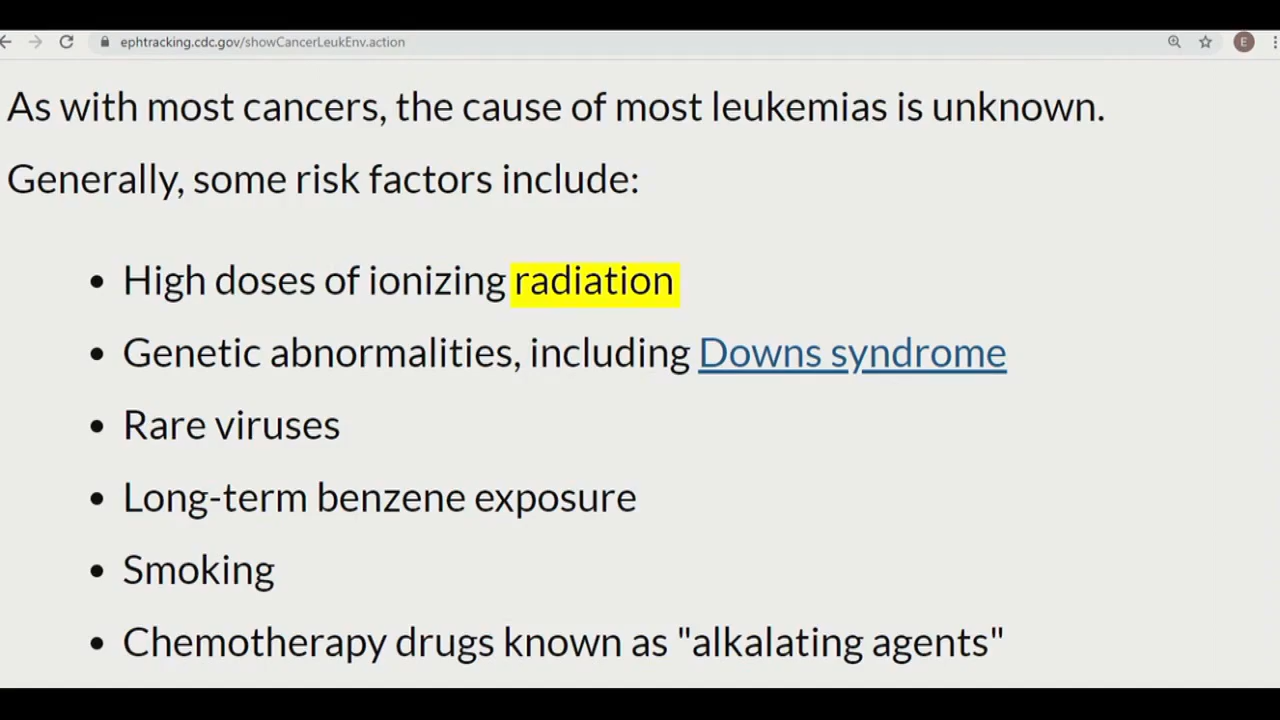 ephtracking.cdc.gov/showCancerLeukEnv.action
E
As with most cancers, the cause of most leukemias is unknown.
Generally, some risk factors include:
• High doses of ionizing radiation
• Genetic abnormalities, including Downs syndrome
• Rare viruses
• Long-term benzene exposure
• Smoking
• Chemotherapy drugs known as "alkalating agents"